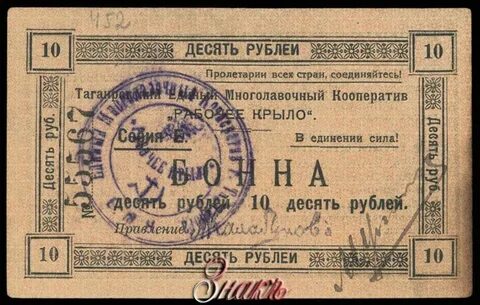 452
10 ДЕСЯТЬ РУБЛЕЙ 10
Пролетарии всех стран, соединяйтесь!
Таганрогский Единый Многолавочный Кооператив
„РАБОЧЕЕ КРЫЛО“.
Серия Е.
В единении сила!
БОННА
десять рублей 10 десять рублей.
Правление:
10 ДЕСЯТЬ РУБЛЕЙ 10
Десять руб.
Десять руб.
№ 55567
Знакъ